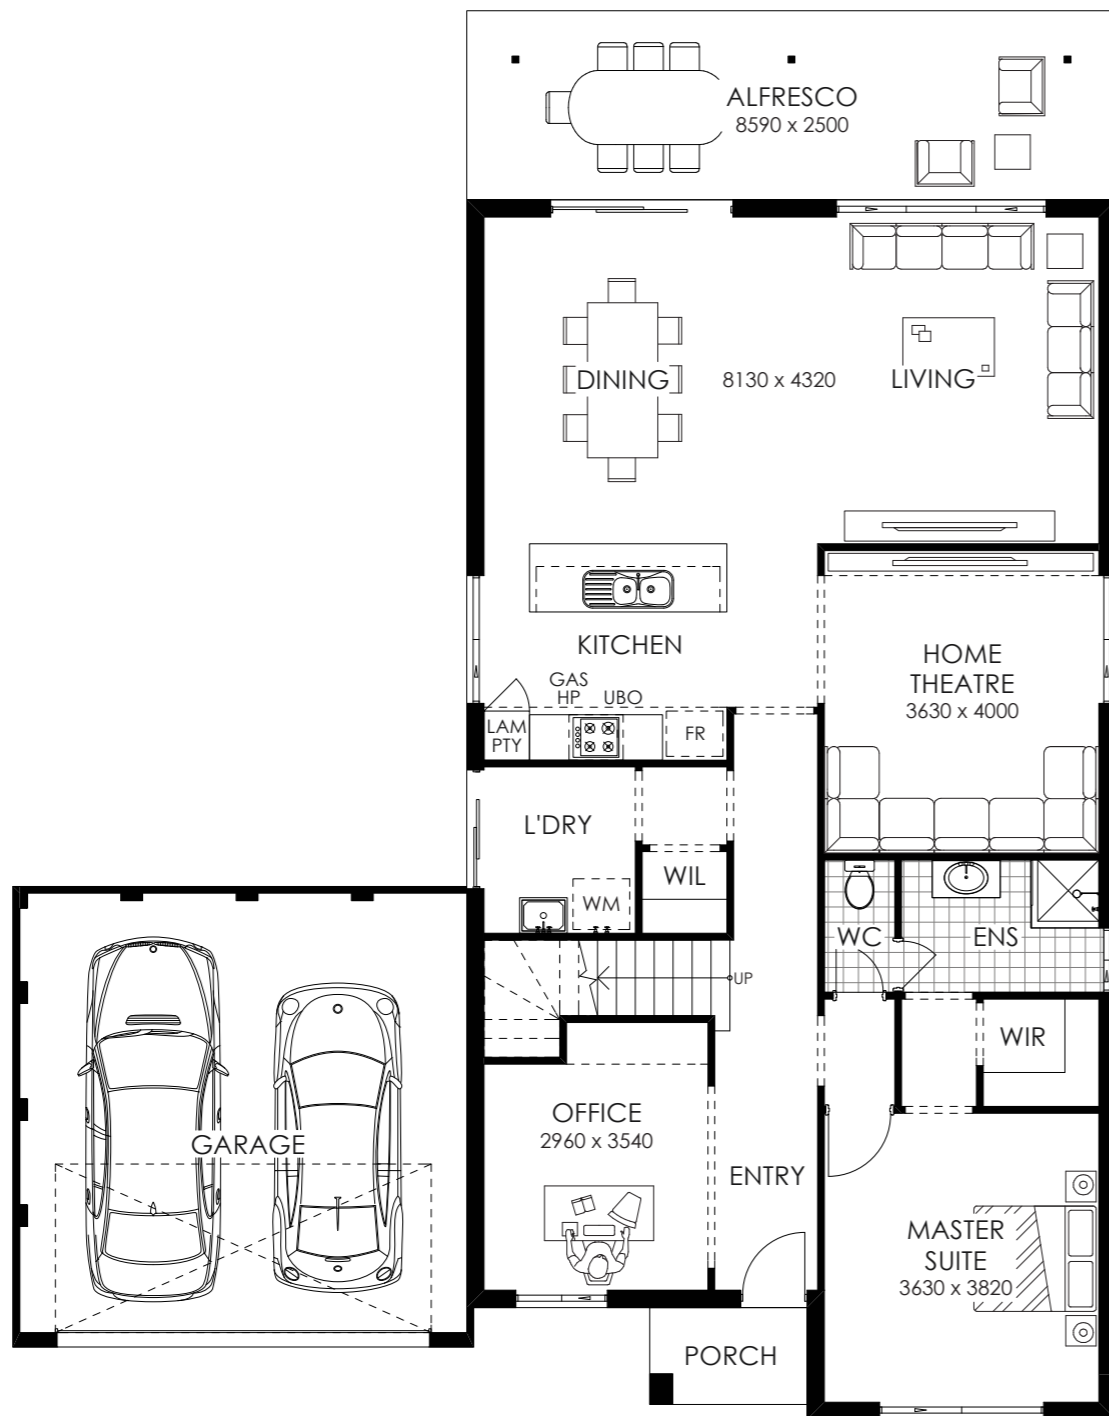 ALFRESCO
8590 x 2500
DINING
8130 x 4320
LIVING
KITCHEN
GAS
HP
UBO
LAM
PTY
FR
HOME
THEATRE
3630 x 4000
L'DRY
WIL
WM
WC
ENS
UP
WIR
OFFICE
2960 x 3540
GARAGE
ENTRY
MASTER
SUITE
3630 x 3820
PORCH